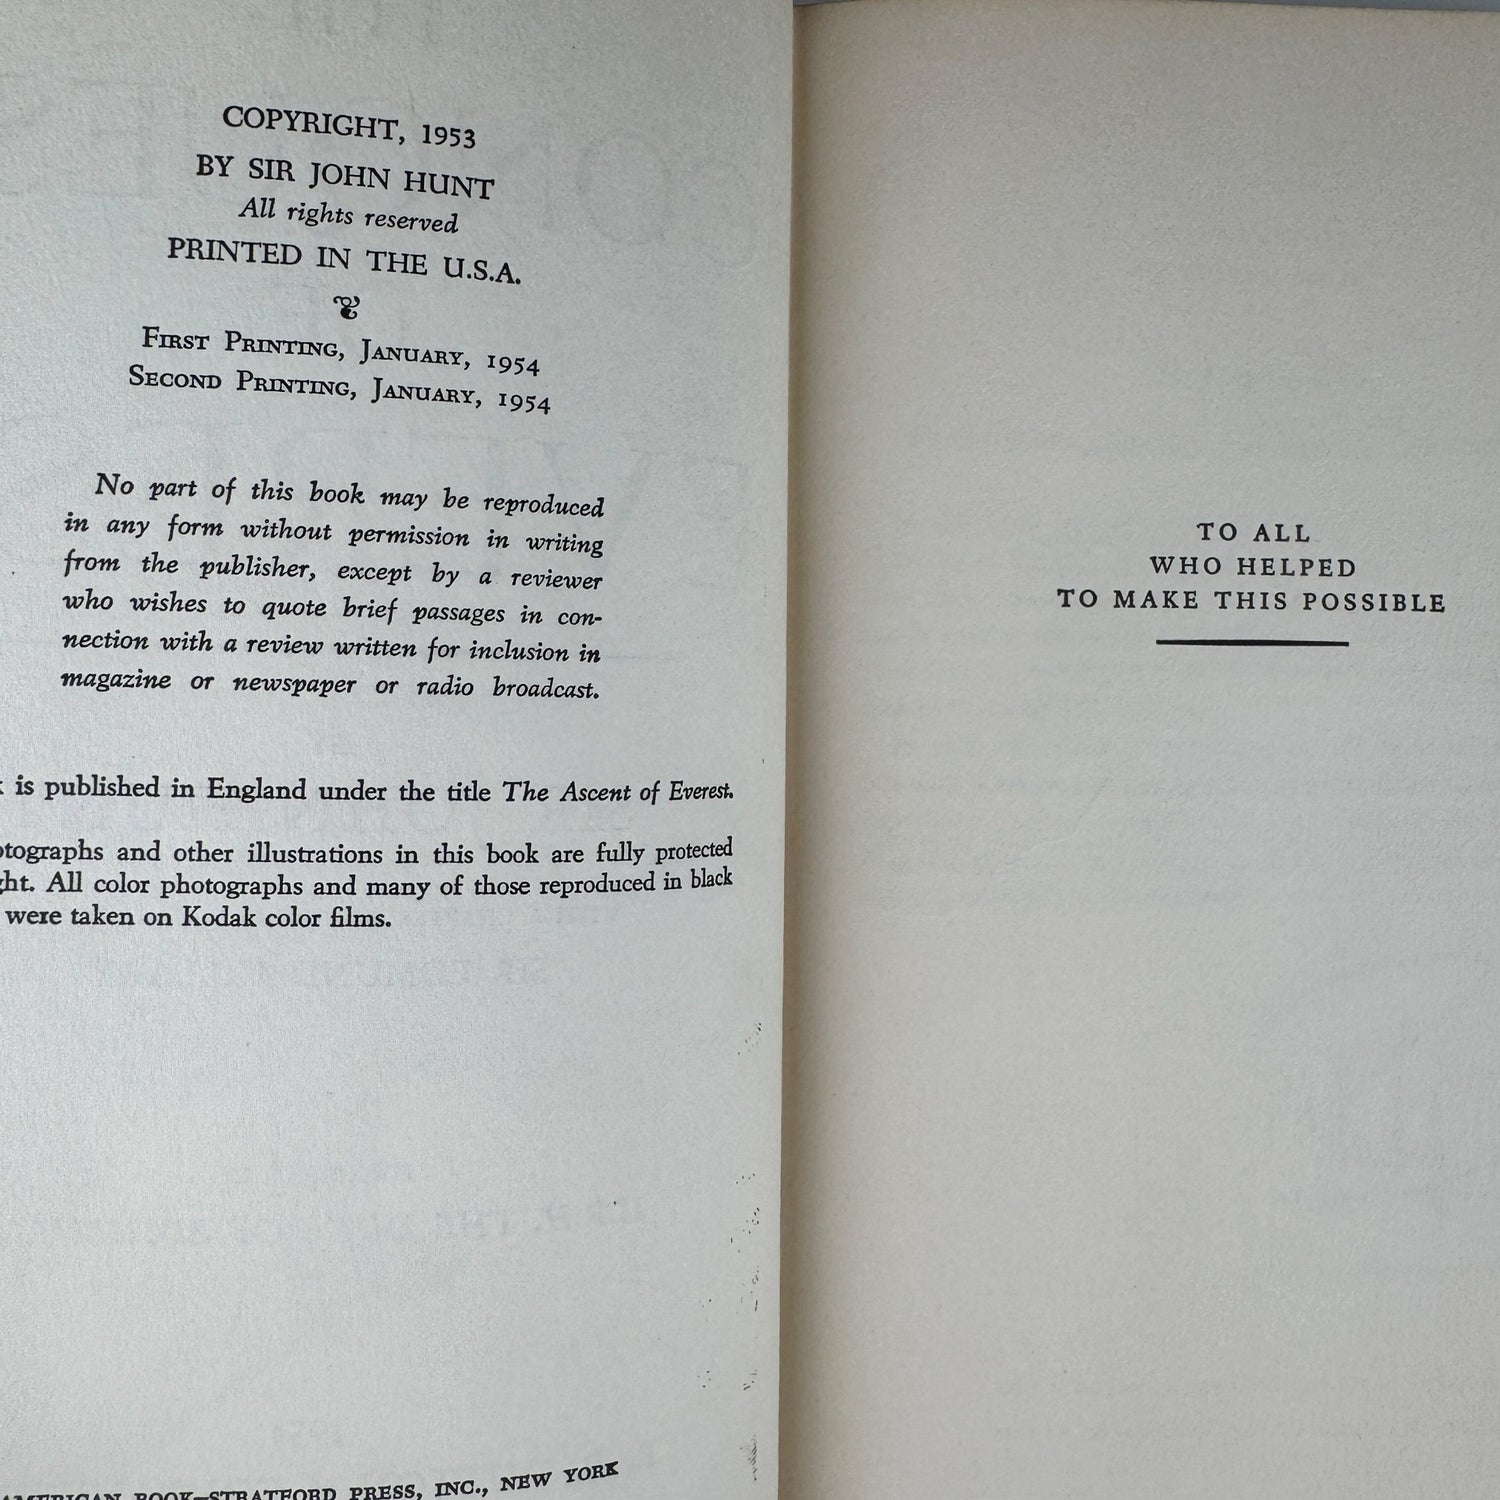 COPYRIGHT, 1953
BY SIR JOHN HUNT
All rights reserved
PRINTED IN THE U.S.A.
First Printing, January, 1954
Second Printing, January, 1954
No part of this book may be reproduced
in any form without permission in writing
from the publisher, except by a reviewer
who wishes to quote brief passages in con-
nection with a review written for inclusion in
magazine or newspaper or radio broadcast.
is published in England under the title The Ascent of Everest.
otographs and other illustrations in this book are fully protected
ght. All color photographs and many of those reproduced in black
were taken on Kodak color films.
AMERICAN BOOK—STRATFORD PRESS, INC., NEW YORK
TO ALL
WHO HELPED
TO MAKE THIS POSSIBLE